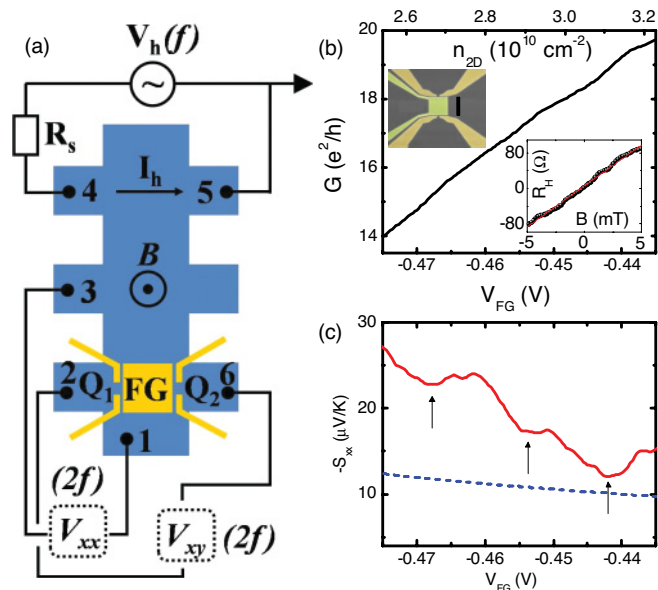 (a)
V_h(f)
~
R_s
4
I_h
5
B
3
2
Q_1
FG
Q_2
6
1
(2f)
V_xx
V_xy
(2f)
(b)
2.6 2.8 3.0 3.2
n_2D (10^10 cm^-2)
20
18
16
14
G (e^2/h)
80
0
-80
R_H (Ω)
-5 0 5
B (mT)
-0.47 -0.46 -0.45 -0.44
V_FG (V)
(c)
30
20
10
0
-S_xx (μV/K)
-0.47 -0.46 -0.45 -0.44
V_FG (V)